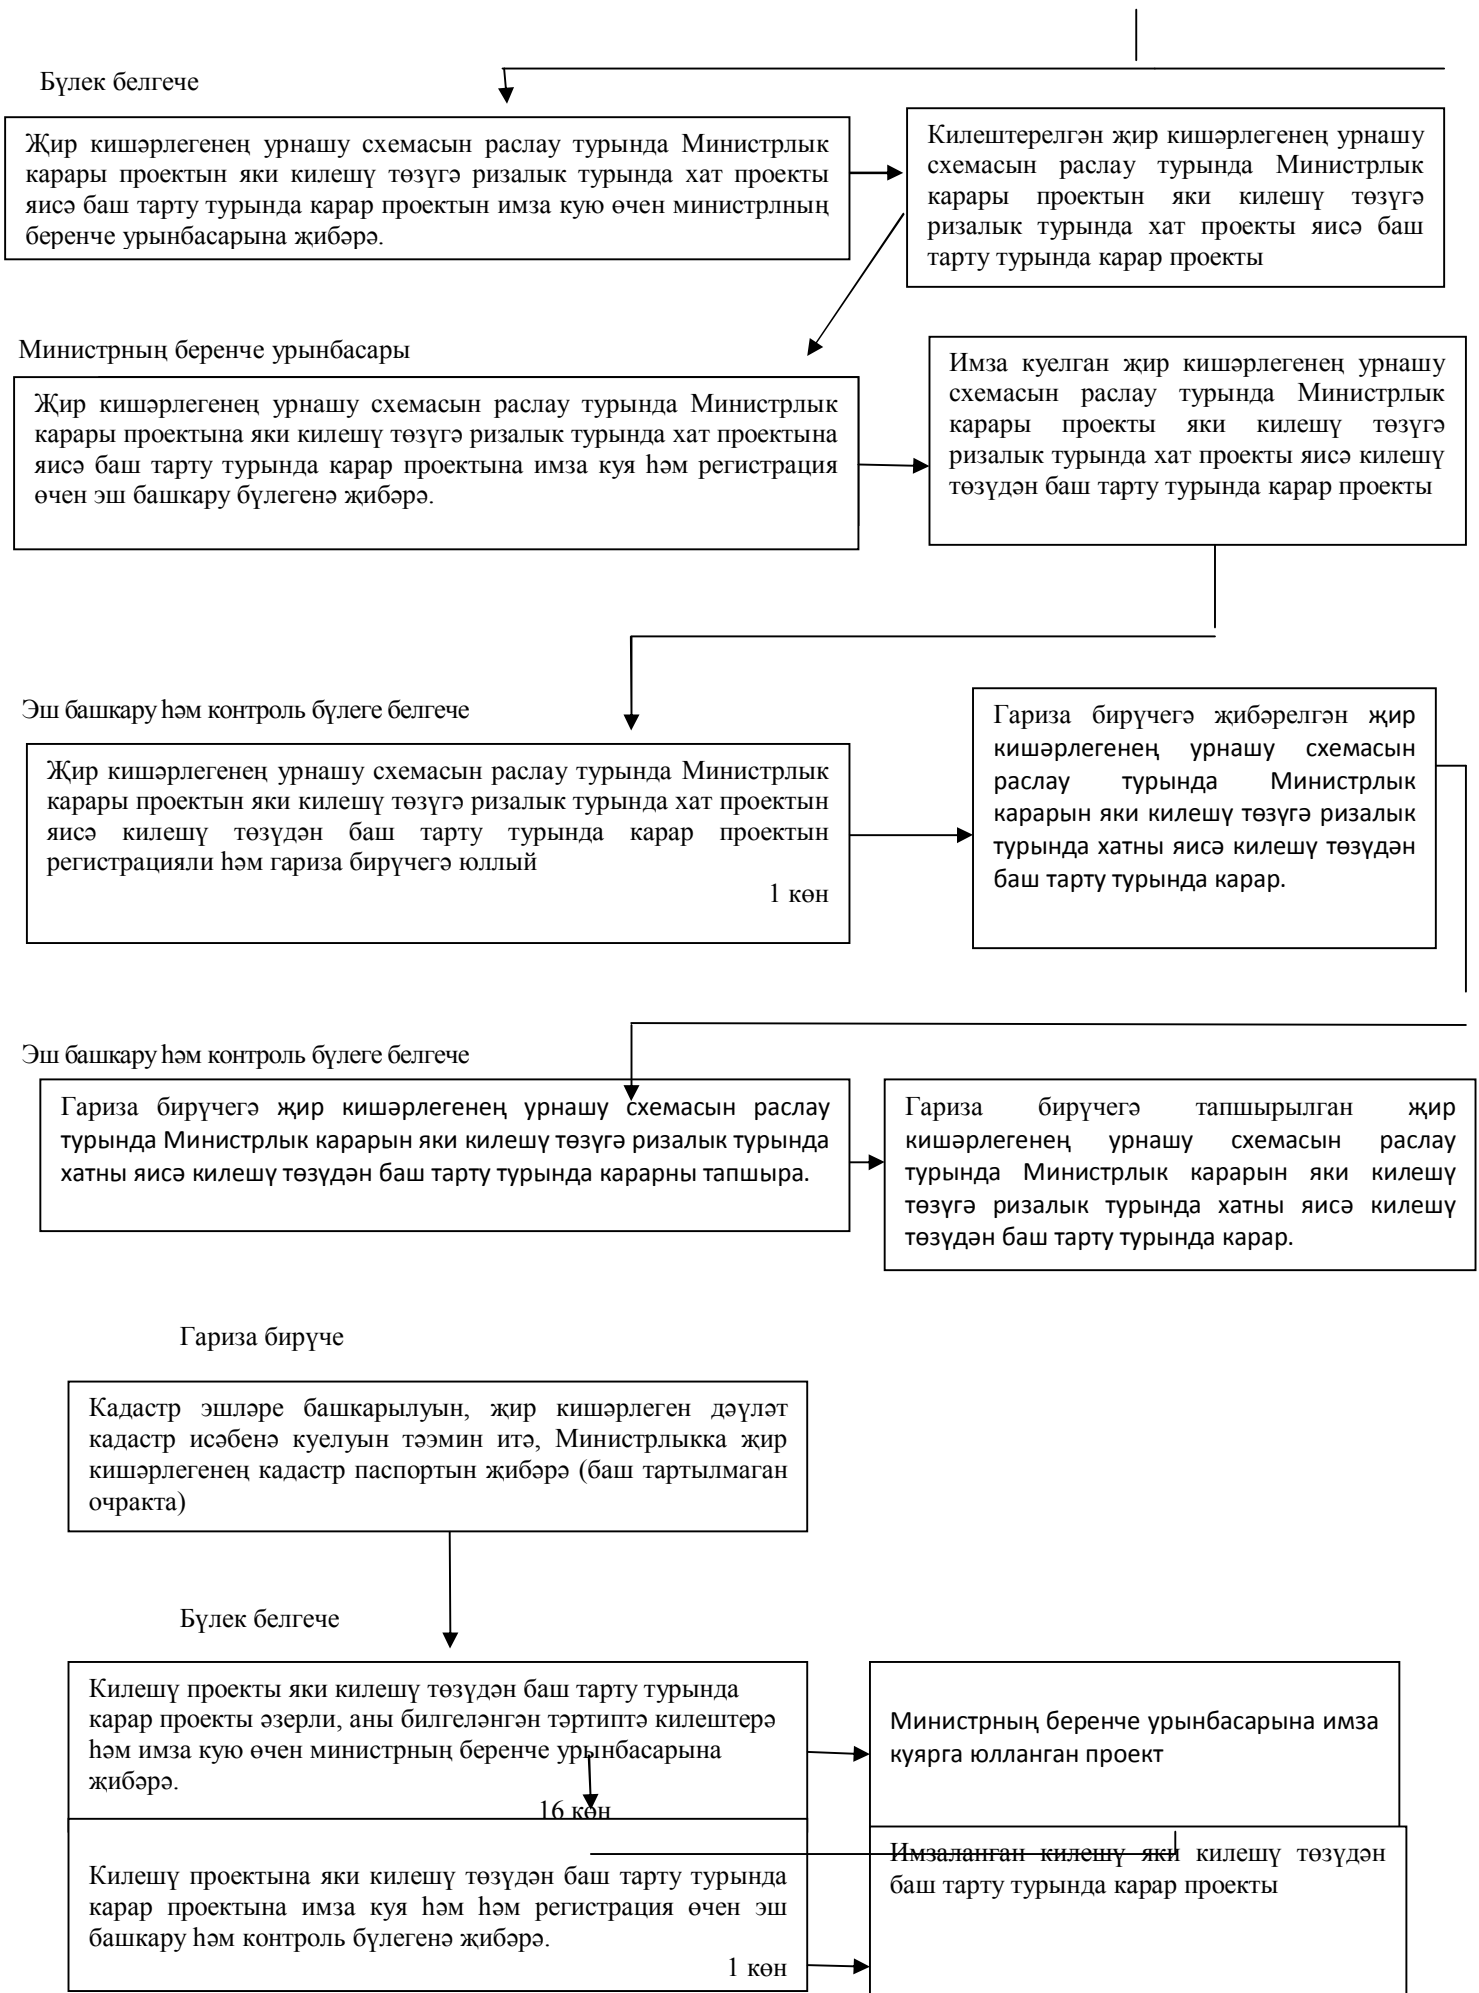 Бүлек белгече
Җир кишәрлегенең урнашу схемасын раслау турында Министрлык
карары проектын яки килешү төзүгә ризалык турында хат проекты
яисә баш тарту турында карар проектын имза кую өчен министрлның
беренче урынбасарына җибәрә.
Килештерелгән җир кишәрлегенең урнашу
схемасын раслау турында Министрлык
карары проектын яки килешү төзүгә
ризалык турында хат проекты яисә баш
тарту турында карар проекты
Министрның беренче урынбасары
Җир кишәрлегенең урнашу схемасын раслау турында Министрлык
карары проектына яки килешү төзүгә ризалык турында хат проектына
яисә баш тарту турында карар проектына имза куя һәм регистрация
өчен эш башкару бүлегенә җибәрә.
Имза куелган җир кишәрлегенең урнашу
схемасын раслау турында Министрлык
карары проекты яки килешү төзүгә
ризалык турында хат проекты яисә килешү
төзүдән баш тарту турында карар проекты
Эш башкару һәм контроль бүлеге белгече
Җир кишәрлегенең урнашу схемасын раслау турында Министрлык
карары проектын яки килешү төзүгә ризалык турында хат проектын
яисә килешү төзүдән баш тарту турында карар проектын
регистрацияли һәм гариза бирүчегә юллый
1 көн
Гариза бирүчегә җибәрелгән җир
кишәрлегенең урнашу схемасын
раслау турында Министрлык
карарын яки килешү төзүгә ризалык
турында хатны яисә килешү төзүдән
баш тарту турында карар.
Эш башкару һәм контроль бүлеге белгече
Гариза бирүчегә җир кишәрлегенең урнашу схемасын раслау
турында Министрлык карарын яки килешү төзүгә ризалык турында
хатны яисә килешү төзүдән баш тарту турында карарны тапшыра.
Гариза бирүчегә тапшырылган җир
кишәрлегенең урнашу схемасын раслау
турында Министрлык карарын яки килешү
төзүгә ризалык турында хатны яисә килешү
төзүдән баш тарту турында карар.
Гариза бирүче
Кадастр эшләре башкарылуын, җир кишәрлеген дәүләт
кадастр исәбенә куелуын тәэмин итә, Министрлыкка җир
кишәрлегенең кадастр паспортын җибәрә (баш тартылмаган
очракта)
Бүлек белгече
Килешү проекты яки килешү төзүдән баш тарту турында
карар проекты әзерли, аны билгеләнгән тәртиптә килештерә
һәм имза кую өчен министрның беренче урынбасарына
җибәрә.
16 көн
Министрның беренче урынбасарына имза
куярга юлланган проект
Килешү проектына яки килешү төзүдән баш тарту турында
карар проектына имза куя һәм һәм регистрация өчен эш
башкару һәм контроль бүлегенә җибәрә.
1 көн
Имзаланган килешү яки килешү төзүдән
баш тарту турында карар проекты